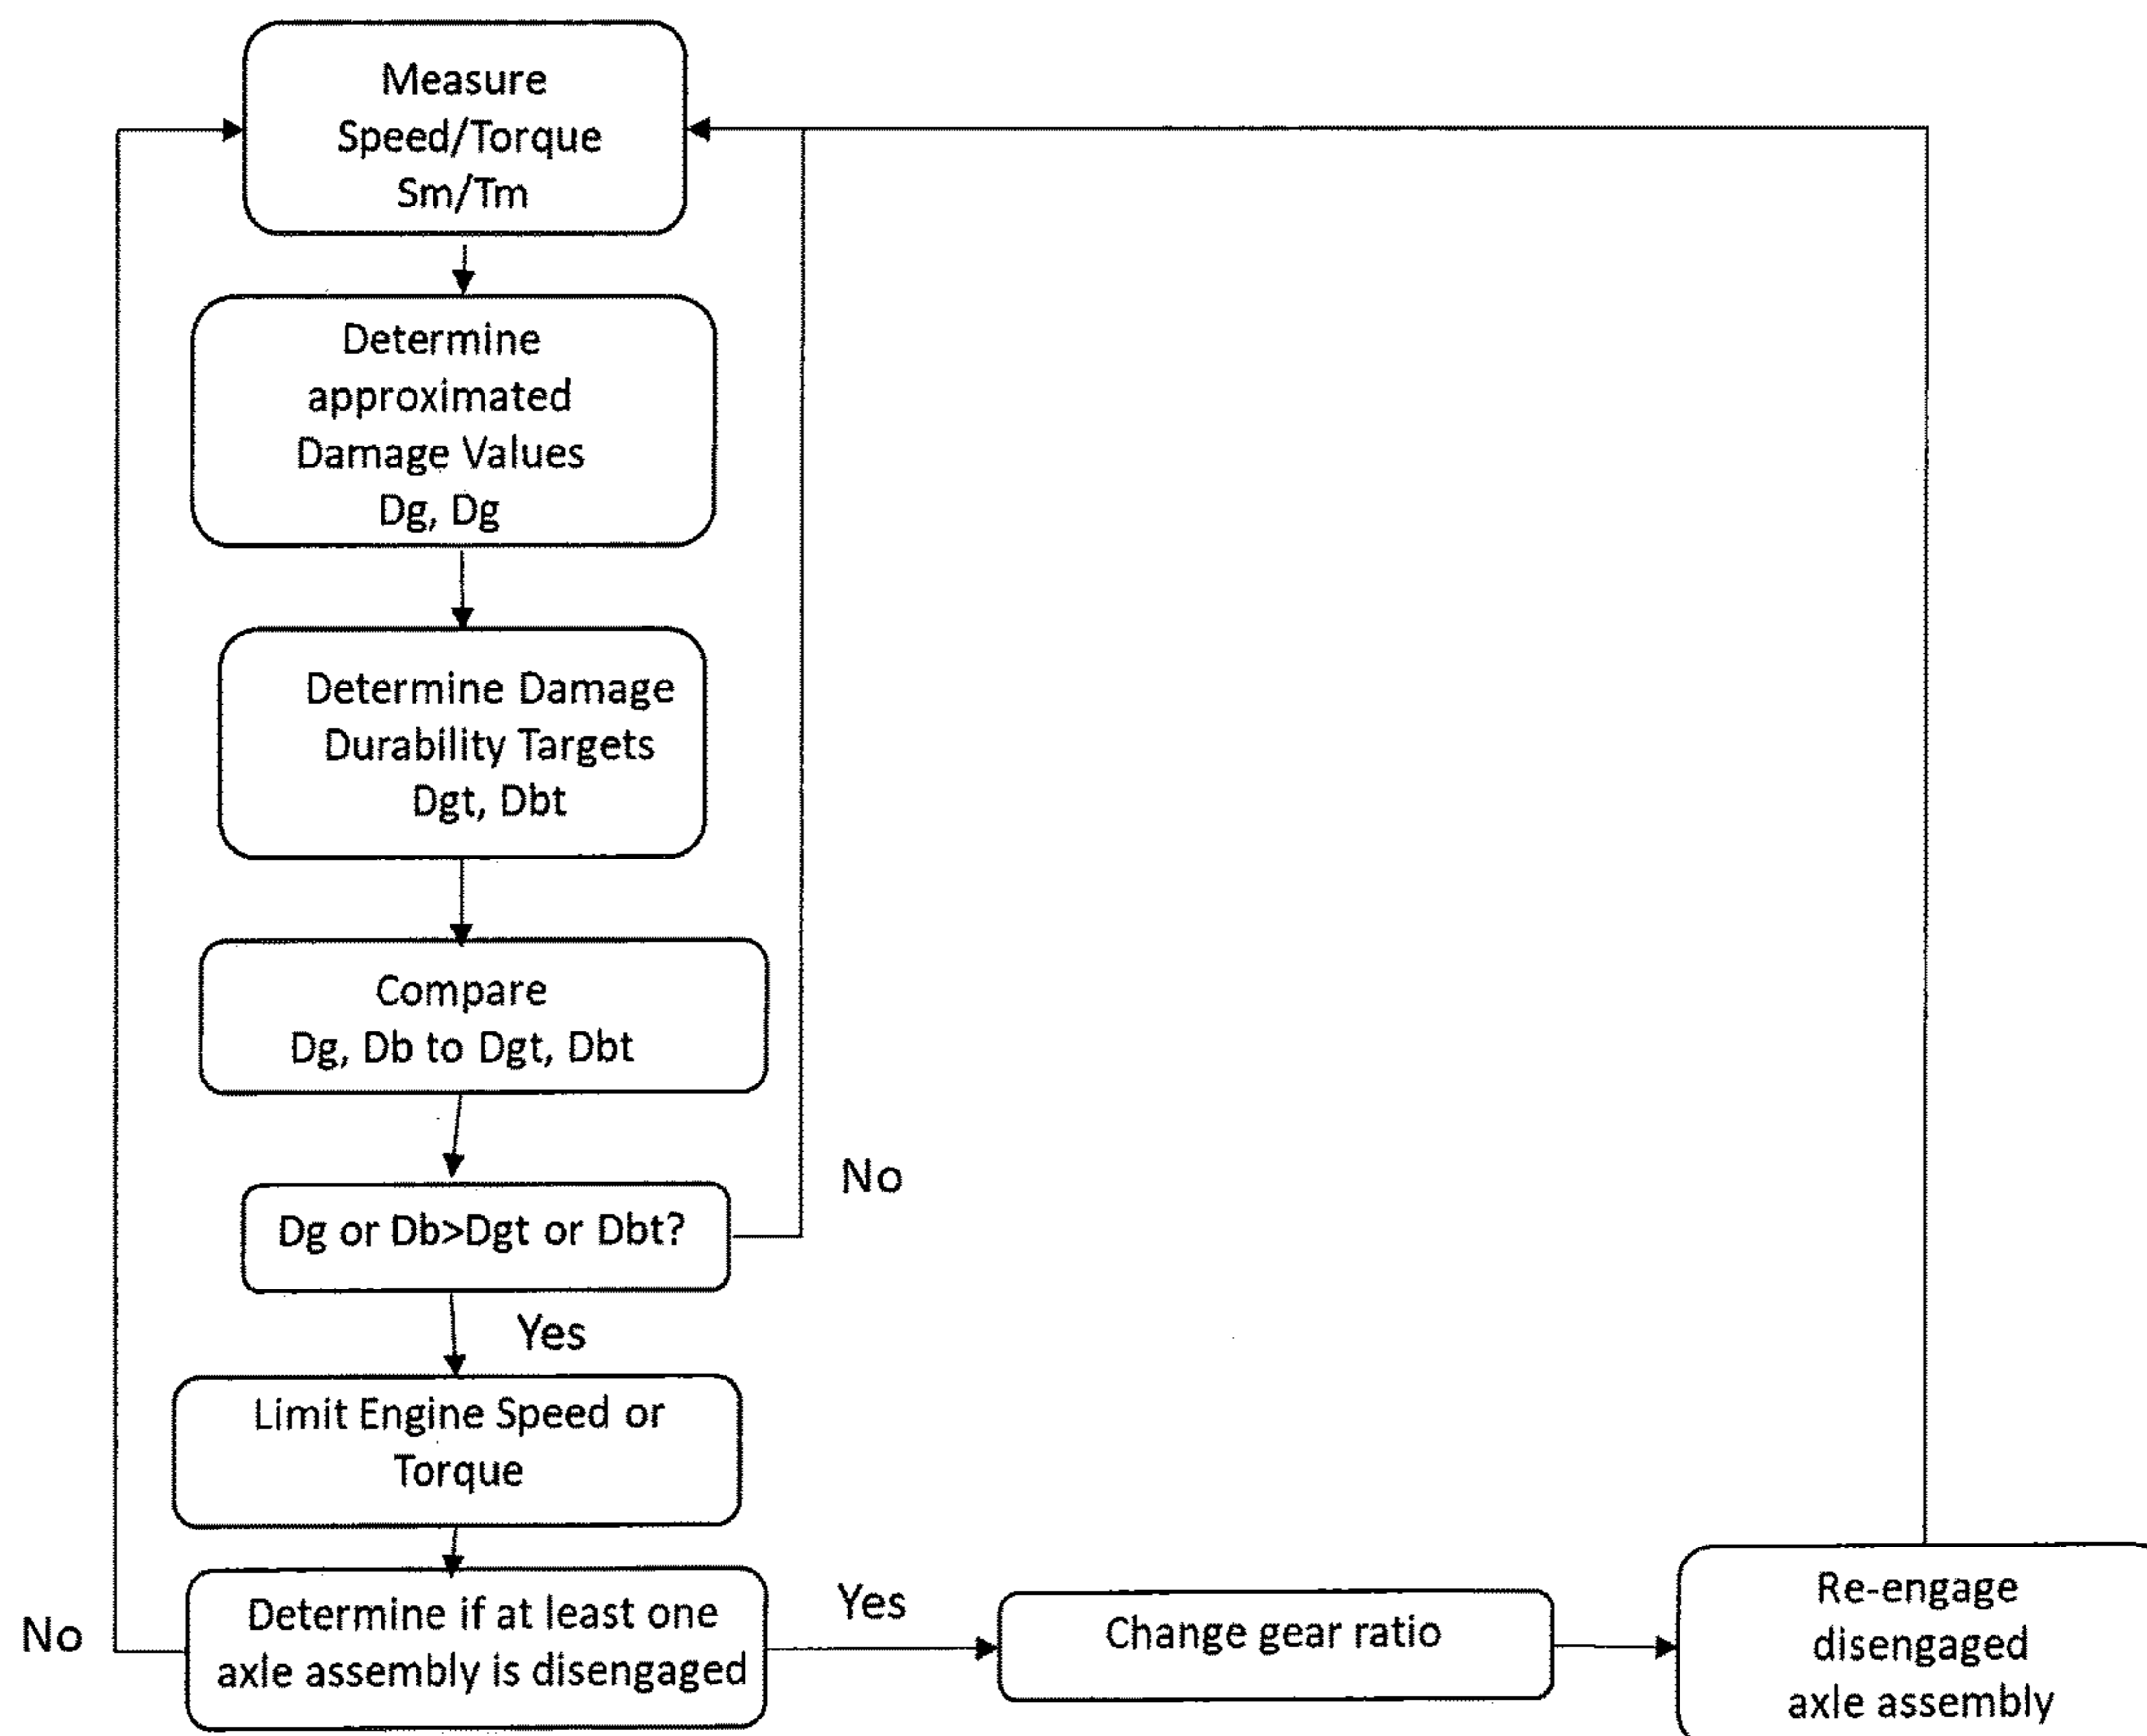 Measure
Speed/Torque
Sm/Tm
Determine
approximated
Damage Values
Dg, Dg
Determine Damage
Durability Targets
Dgt, Dbt
Compare
Dg, Db to Dgt, Dbt
Dg or Db>Dgt or Dbt?
No
Yes
Limit Engine Speed or
Torque
Determine if at least one
axle assembly is disengaged
No
Yes
Change gear ratio
Re-engage
disengaged
axle assembly